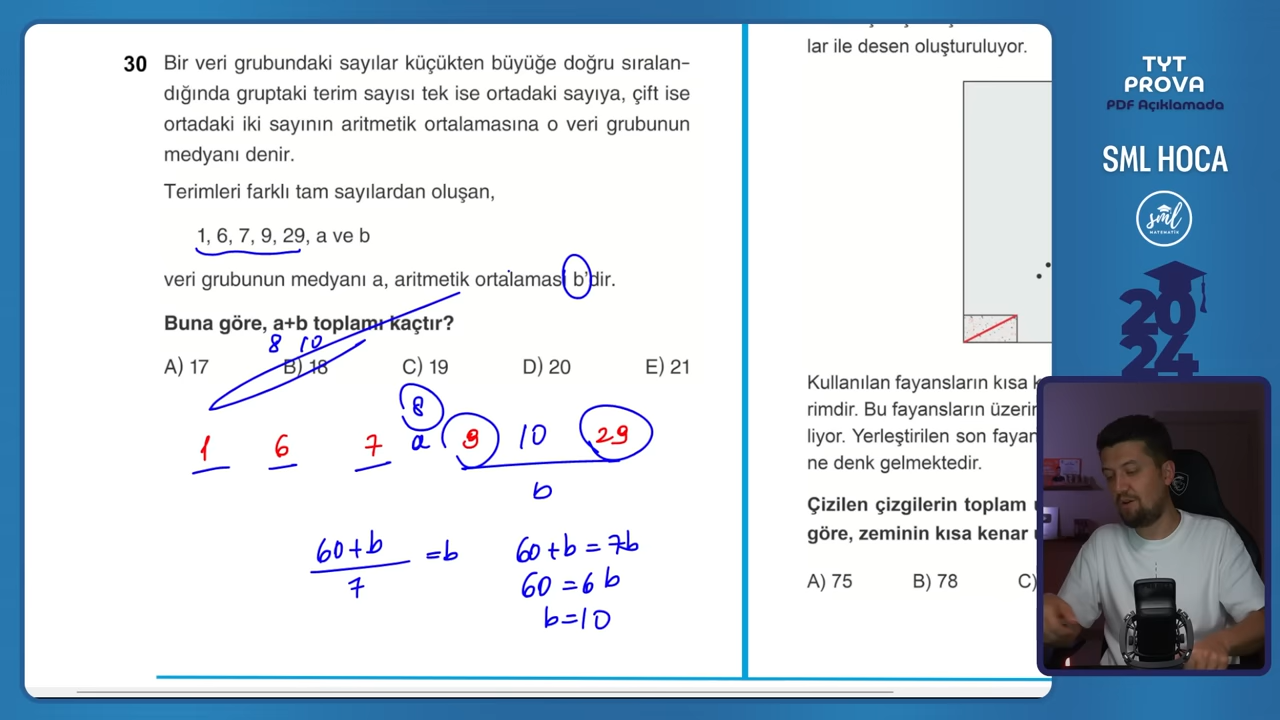 30 Bir veri grubundaki sayılar küçükten büyüğe doğru sıralan-
dığında gruptaki terim sayısı tek ise ortadaki sayıya, çift ise
ortadaki iki sayının aritmetik ortalamasına o veri grubunun
medyanı denir.
Terimleri farklı tam sayılardan oluşan,
1, 6, 7, 9, 29, a ve b
veri grubunun medyanı a, aritmetik ortalaması b'dir.
Buna göre, a+b toplamı kaçtır?
8 10
A) 17 B) 18 C) 19 D) 20 E) 21
8
1 6 7 a 9 10 29
b
60+b
7
=b
60+b=7b
60=6b
b=10
lar ile desen oluşturuluyor.
Kullanılan fayansların kısa
rimdir. Bu fayansların üzeri
liyor. Yerleştirilen son fayan
ne denk gelmektedir.
Çizilen çizgilerin toplam
göre, zeminin kısa kenar
A) 75 B) 78 C)
TYT
PROVA
PDF Açıklamada
SML HOCA
sml
MATEMATİK
2024